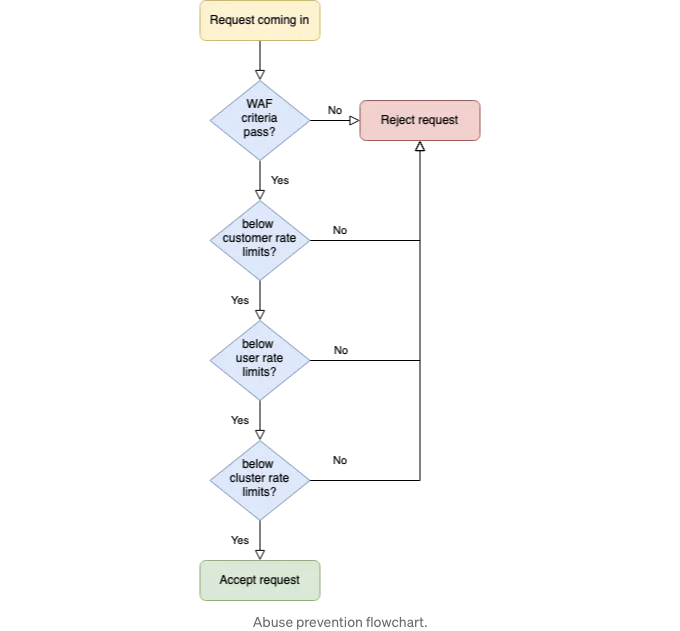 Request coming in
WAF
criteria
pass?
No
Reject request
Yes
below
customer rate
limits?
No
Yes
below
user rate
limits?
No
Yes
below
cluster rate
limits?
No
Yes
Accept request
Abuse prevention flowchart.